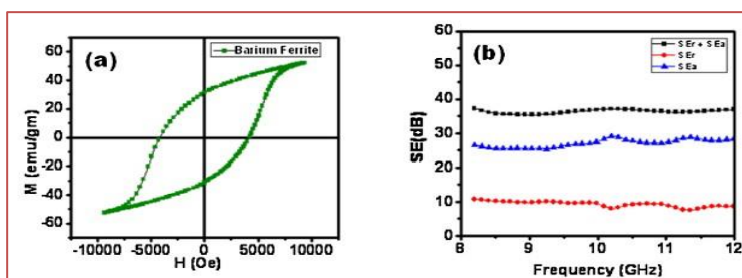 (a)
Barium Ferrite
60
40
20
0
-20
-40
-60
M (emu/gm)
-10000 -5000 0 5000 10000
H (Oe)
(b)
SEr + SEa
SEr
SEa
60
50
40
30
20
10
0
SE(dB)
8 9 10 11 12
Frequency (GHz)